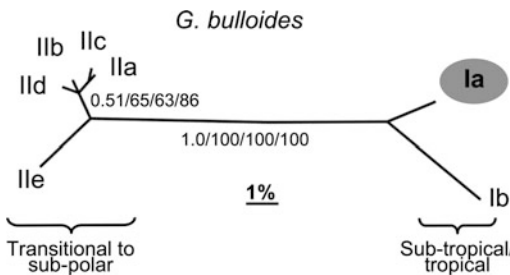 G. bulloides
IIb
IIc
IId
IIa
Ia
0.51/65/63/86
1.0/100/100/100
IIe
1%
Ib
Transitional to
sub-polar
Sub-tropical/
tropical